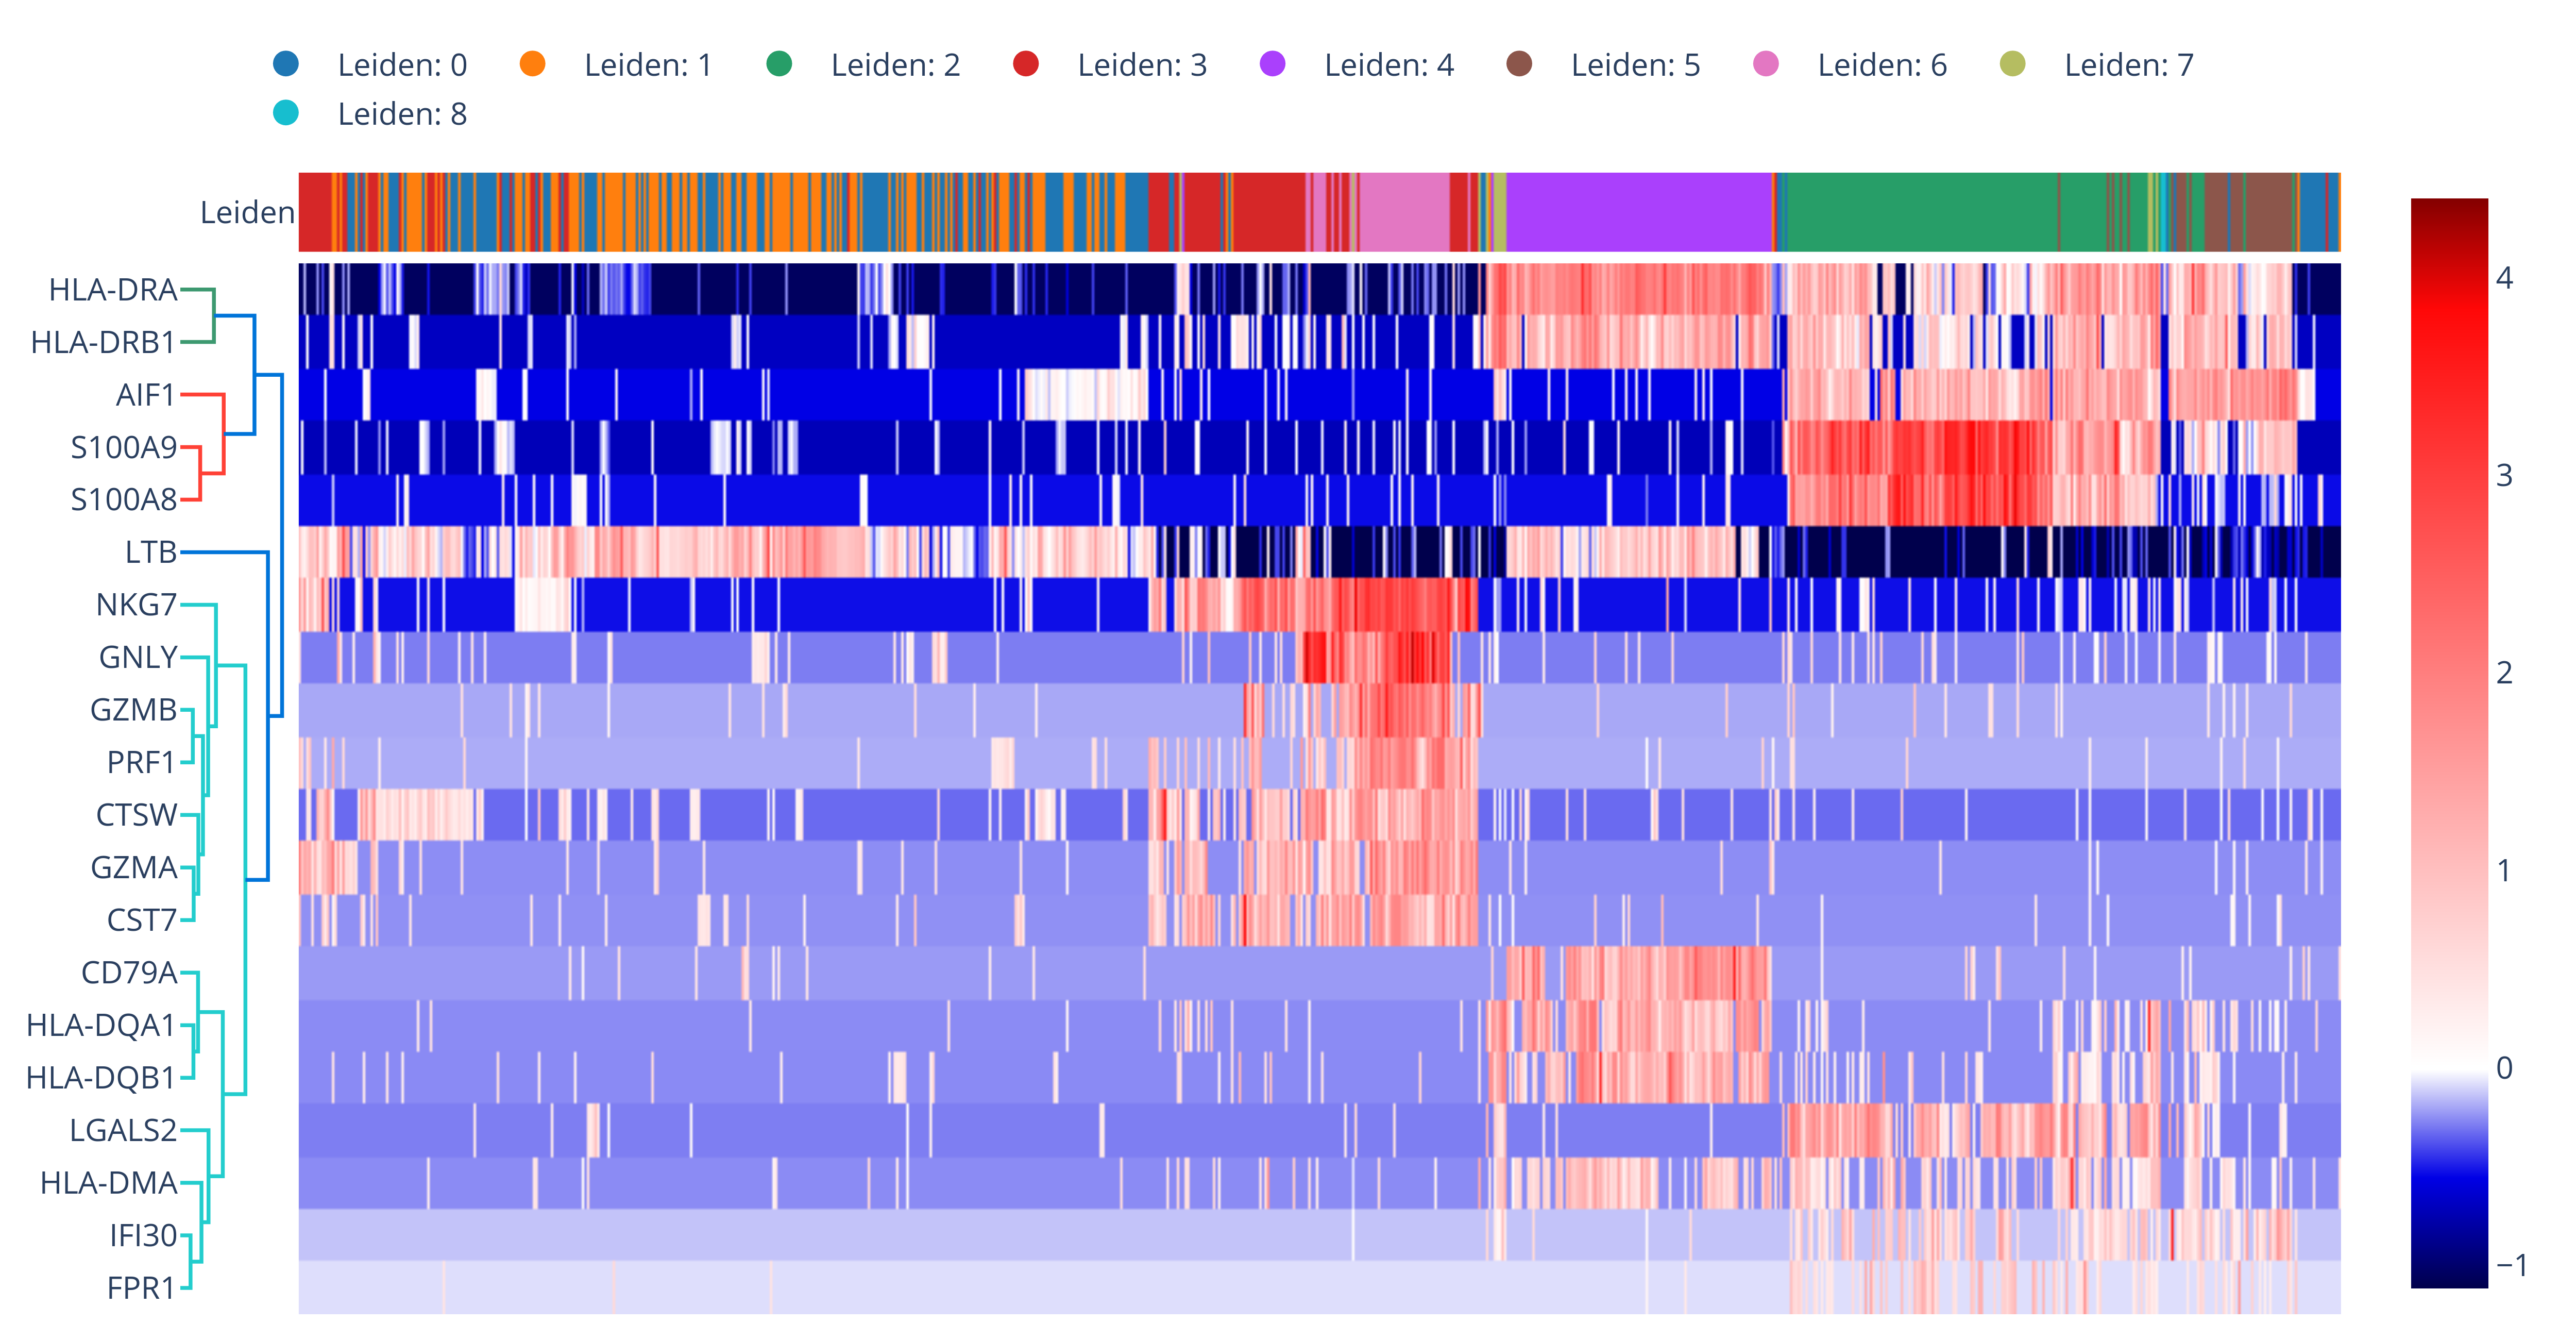 Leiden: 0 Leiden: 1 Leiden: 2 Leiden: 3 Leiden: 4 Leiden: 5 Leiden: 6 Leiden: 7
Leiden: 8
Leiden
HLA-DRA
HLA-DRB1
AIF1
S100A9
S100A8
LTB
NKG7
GNLY
GZMB
PRF1
CTSW
GZMA
CST7
CD79A
HLA-DQA1
HLA-DQB1
LGALS2
HLA-DMA
IFI30
FPR1
4
3
2
1
0
−1